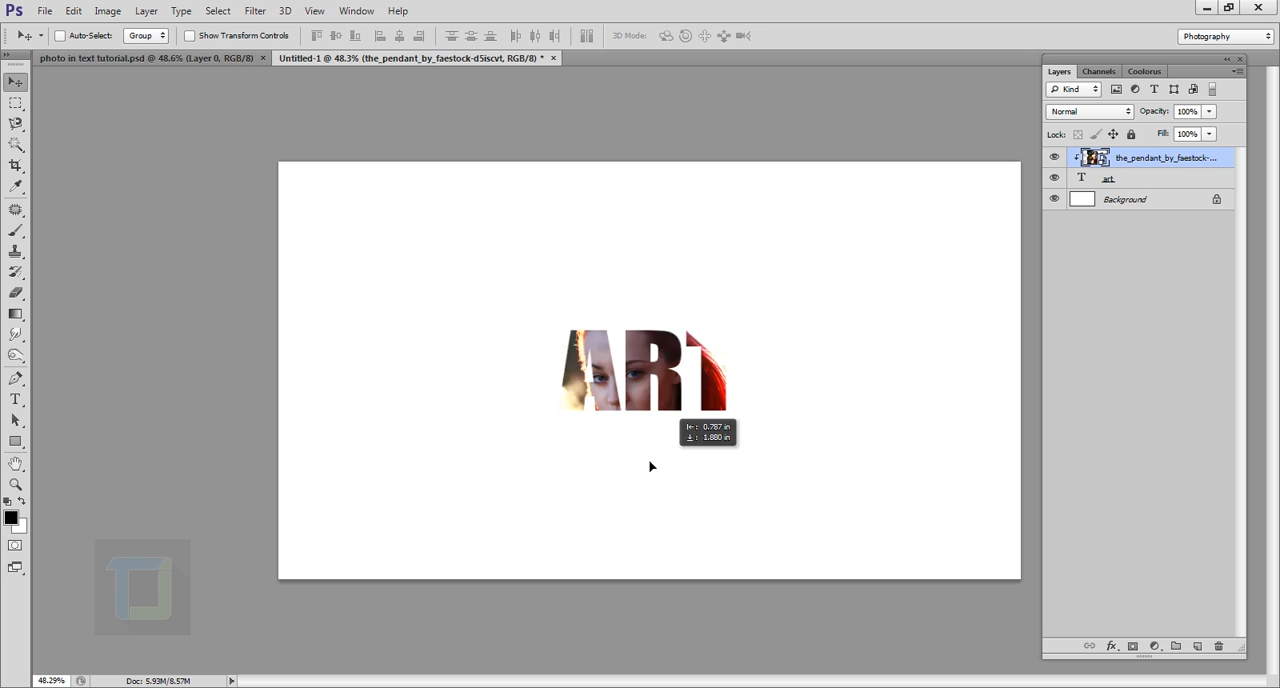 Ps File Edit Image Layer Type Select Filter 3D View Window Help
Auto-Select: Group Show Transform Controls 3D Mode: Photography
photo in text tutorial.psd @ 48.6% (Layer 0, RGB/8) × Untitled-1 @ 48.3% (the_pendant_by_faestock-d5iscvt, RGB/8) * ×
Layers Channels Coolorus
Kind
Normal Opacity: 100%
Lock: Fill: 100%
the_pendant_by_faestock-...
T art
Background
ART
0.787 in
1.880 in
TJ
48.29% Doc: 5.93M/8.57M